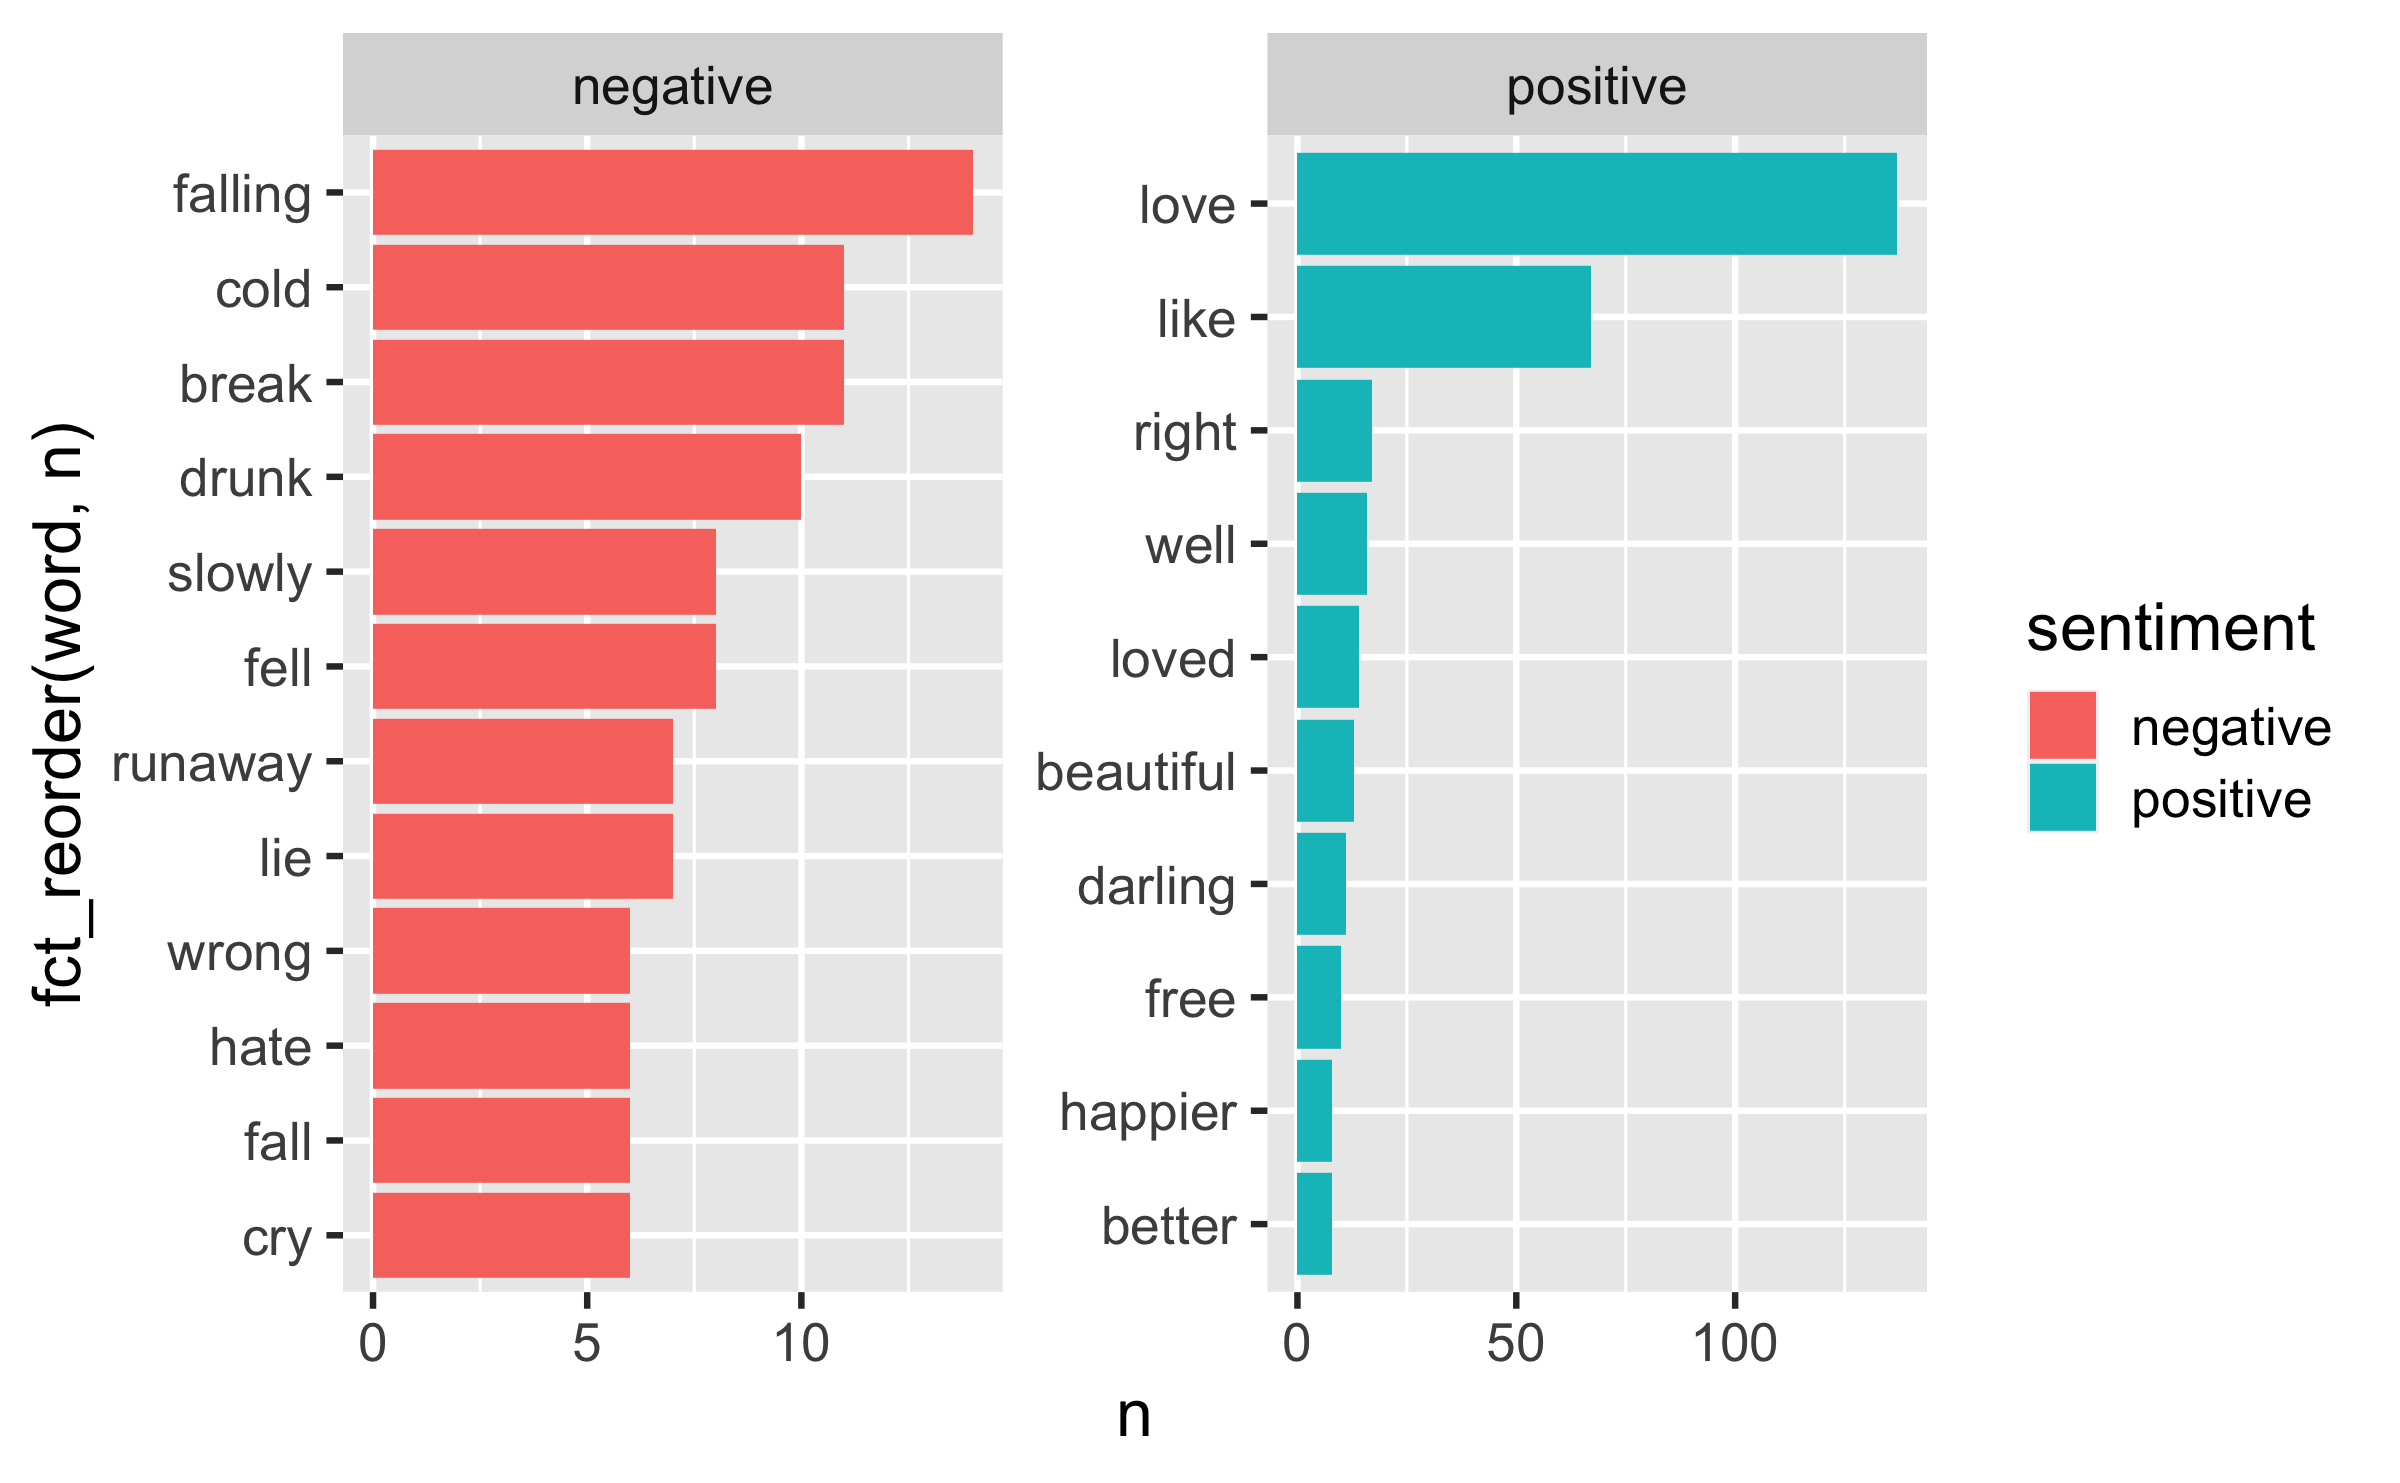 negative
positive
fct_reorder(word, n)
falling
cold
break
drunk
slowly
fell
runaway
lie
wrong
hate
fall
cry
0 5 10
love
like
right
well
loved
beautiful
darling
free
happier
better
0 50 100
n
sentiment
negative
positive